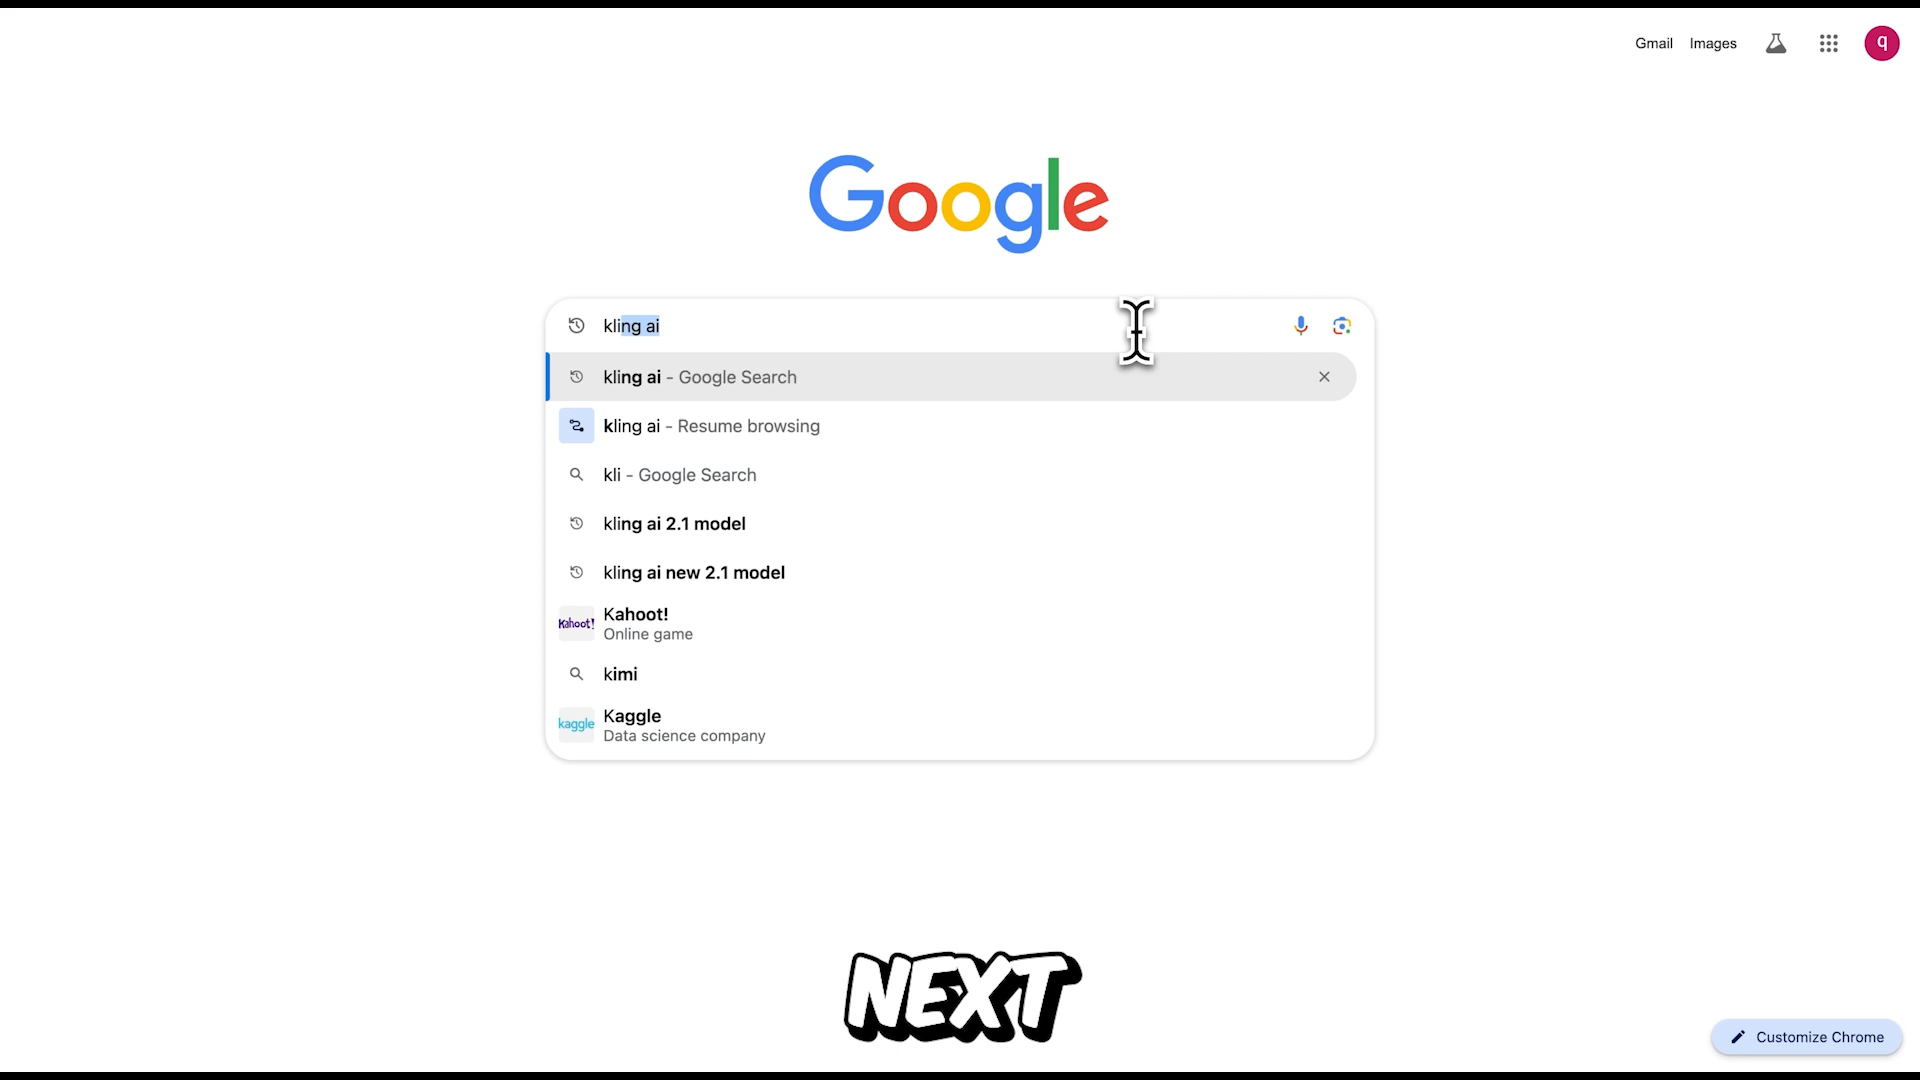 Gmail Images q
Google
kling ai
kling ai - Google Search
kling ai - Resume browsing
kli - Google Search
kling ai 2.1 model
kling ai new 2.1 model
Kahoot!
Kahoot!
Online game
kimi
kaggle
Kaggle
Data science company
NEXT
Customize Chrome